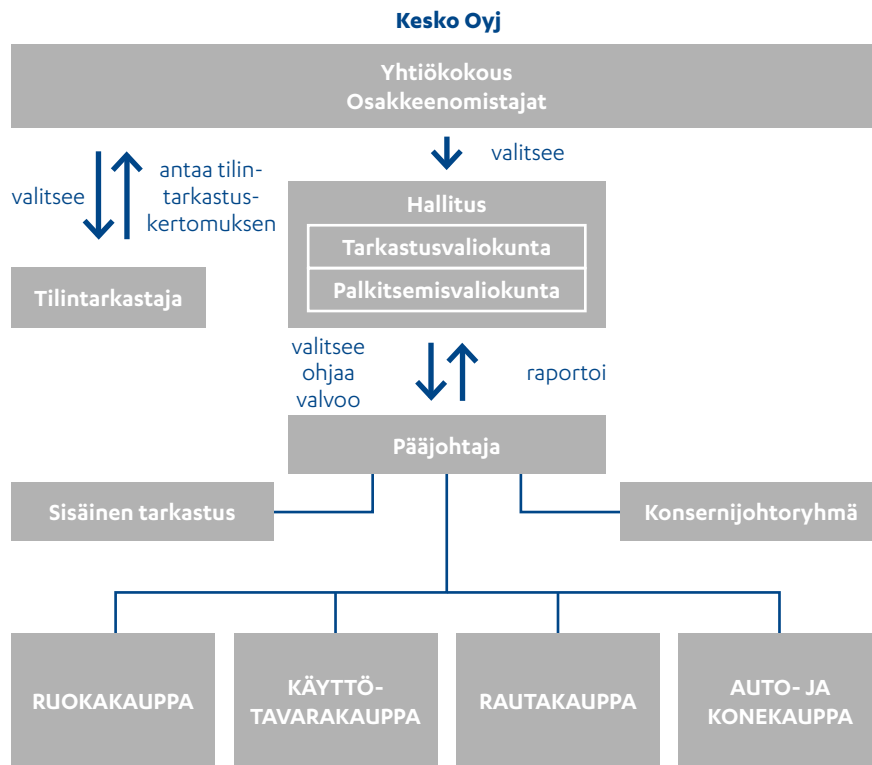 Kesko Oyj
Yhtiökokous
Osakkeenomistajat
valitsee
antaa tilin-
tarkastus-
kertomuksen
valitsee
Hallitus
Tarkastusvaliokunta
Palkitsemisvaliokunta
Tilintarkastaja
valitsee
ohjaa
valvoo
raportoi
Pääjohtaja
Sisäinen tarkastus
Konsernijohtoryhmä
RUOKAKAUPPA
KÄYTTÖ-
TAVARAKAUPPA
RAUTAKAUPPA
AUTO- JA
KONEKAUPPA